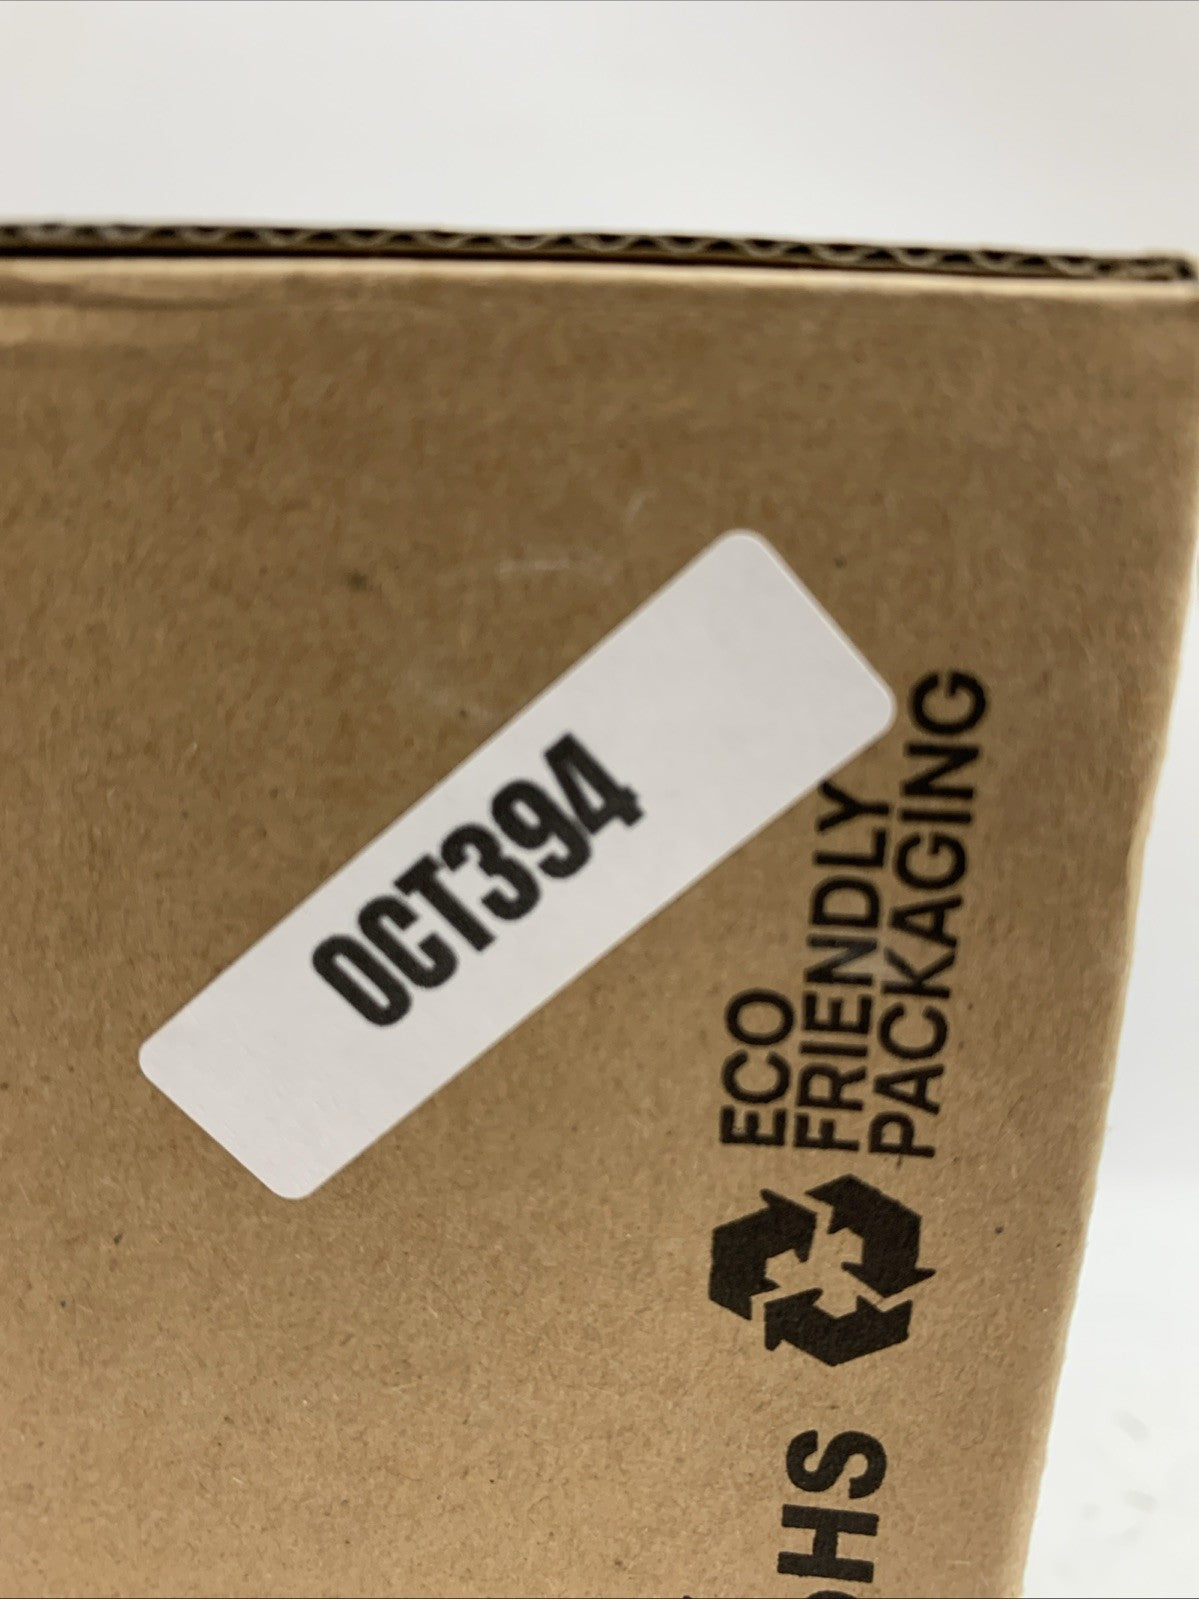 OCT394
ECO
FRIENDLY
PACKAGING